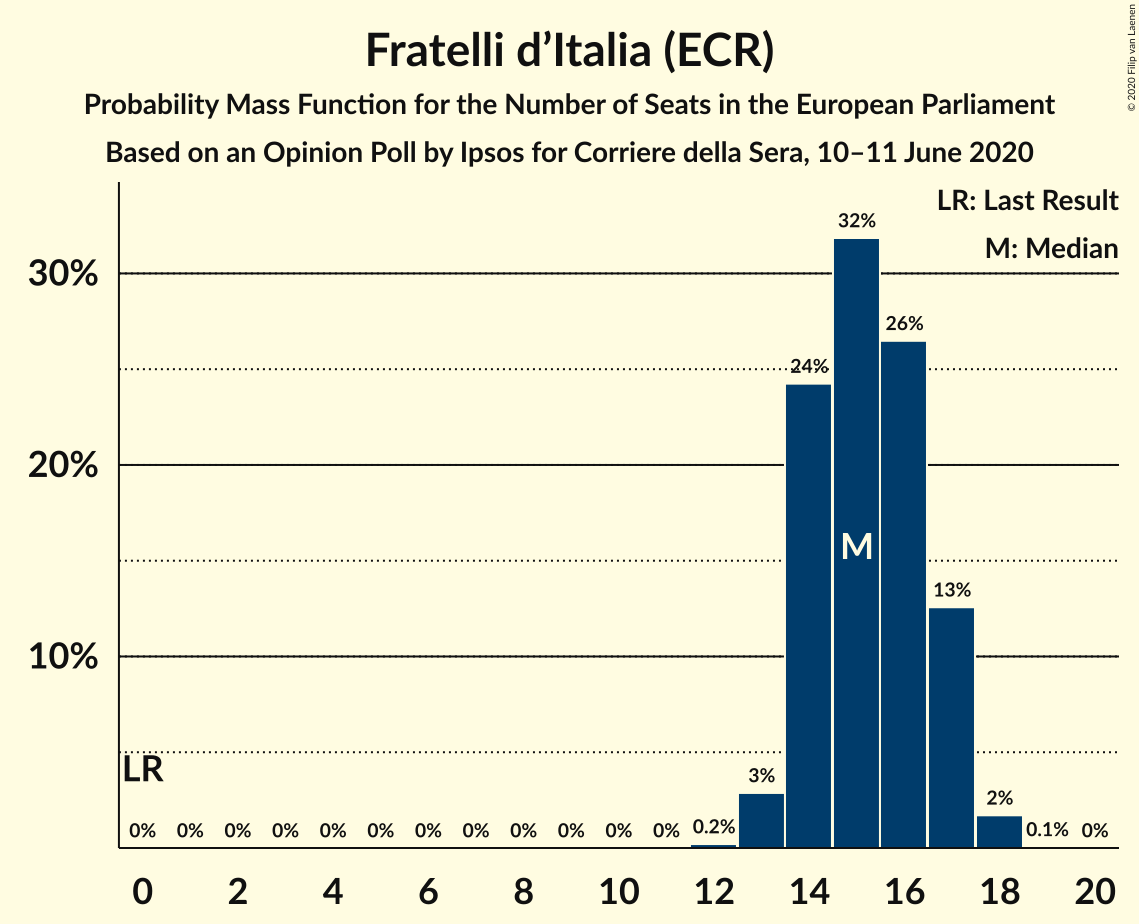 Fratelli d’Italia (ECR)
Probability Mass Function for the Number of Seats in the European Parliament
Based on an Opinion Poll by Ipsos for Corriere della Sera, 10–11 June 2020
© 2020 Filip van Laenen
LR: Last Result
M: Median
32%
30%
26%
24%
20%
M
13%
10%
LR
3%
2%
0% 0% 0% 0% 0% 0% 0% 0% 0% 0% 0% 0% 0.2% 0.1% 0%
0 2 4 6 8 10 12 14 16 18 20